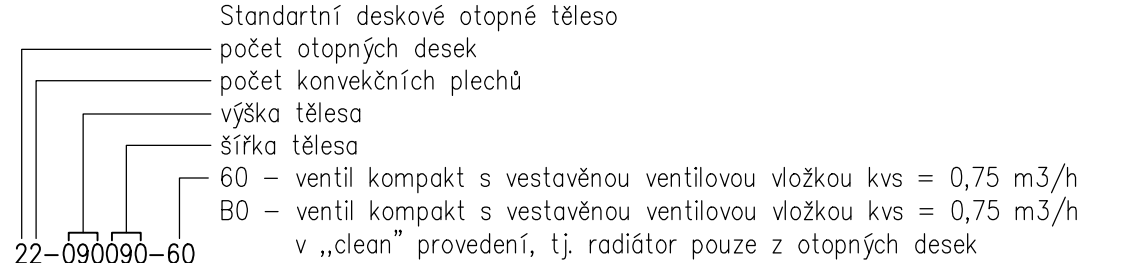 Standartní deskové otopné těleso
počet otopných desek
počet konvekčních plechů
výška tělesa
šířka tělesa
60 – ventil kompakt s vestavěnou ventilovou vložkou kvs = 0,75 m3/h
B0 – ventil kompakt s vestavěnou ventilovou vložkou kvs = 0,75 m3/h
v ,,clean" provedení, tj. radiátor pouze z otopných desek
22–090090–60